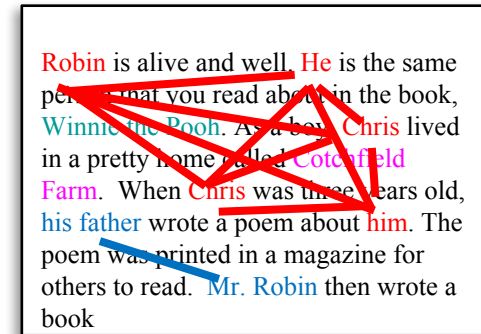 Robin is alive and well. He is the same
person that you read about in the book,
Winnie the Pooh. As a boy, Chris lived
in a pretty home called Cotchfield
Farm. When Chris was three years old,
his father wrote a poem about him. The
poem was printed in a magazine for
others to read. Mr. Robin then wrote a
book